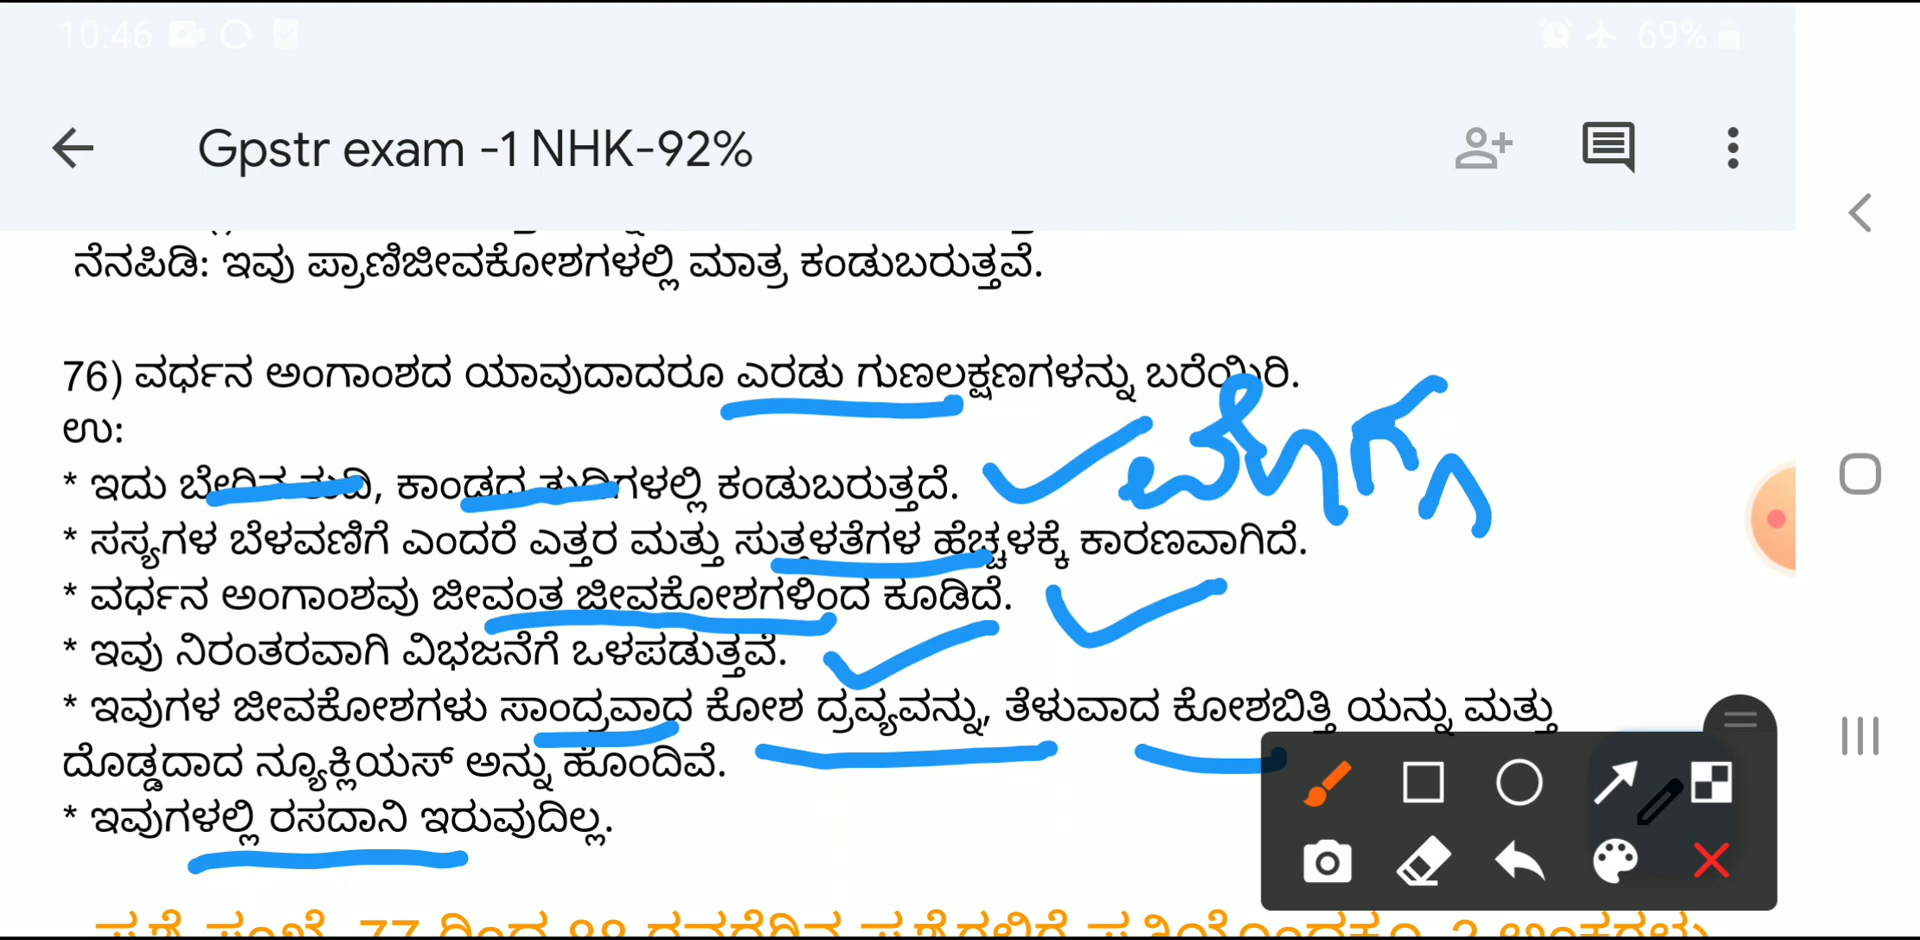 10:46 69%
Gpstr exam -1 NHK-92%
ನೆನಪಿಡಿ: ಇವು ಪ್ರಾಣಿಜೀವಕೋಶಗಳಲ್ಲಿ ಮಾತ್ರ ಕಂಡುಬರುತ್ತವೆ.
76) ವರ್ಧನ ಅಂಗಾಂಶದ ಯಾವುದಾದರೂ ಎರಡು ಗುಣಲಕ್ಷಣಗಳನ್ನು ಬರೆಯಿರಿ.
ಉ:
* ಇದು ಬೇರಿನ ತುದಿ, ಕಾಂಡದ ತುದಿಗಳಲ್ಲಿ ಕಂಡುಬರುತ್ತದೆ.
* ಸಸ್ಯಗಳ ಬೆಳವಣಿಗೆ ಎಂದರೆ ಎತ್ತರ ಮತ್ತು ಸುತ್ತಳತೆಗಳ ಹೆಚ್ಚಳಕ್ಕೆ ಕಾರಣವಾಗಿದೆ.
* ವರ್ಧನ ಅಂಗಾಂಶವು ಜೀವಂತ ಜೀವಕೋಶಗಳಿಂದ ಕೂಡಿದೆ.
* ಇವು ನಿರಂತರವಾಗಿ ವಿಭಜನೆಗೆ ಒಳಪಡುತ್ತವೆ.
* ಇವುಗಳ ಜೀವಕೋಶಗಳು ಸಾಂದ್ರವಾದ ಕೋಶ ದ್ರವ್ಯವನ್ನು, ತೆಳುವಾದ ಕೋಶಬಿತ್ತಿ ಯನ್ನು ಮತ್ತು
ದೊಡ್ಡದಾದ ನ್ಯೂಕ್ಲಿಯಸ್ ಅನ್ನು ಹೊಂದಿವೆ.
* ಇವುಗಳಲ್ಲಿ ರಸದಾನಿ ಇರುವುದಿಲ್ಲ.